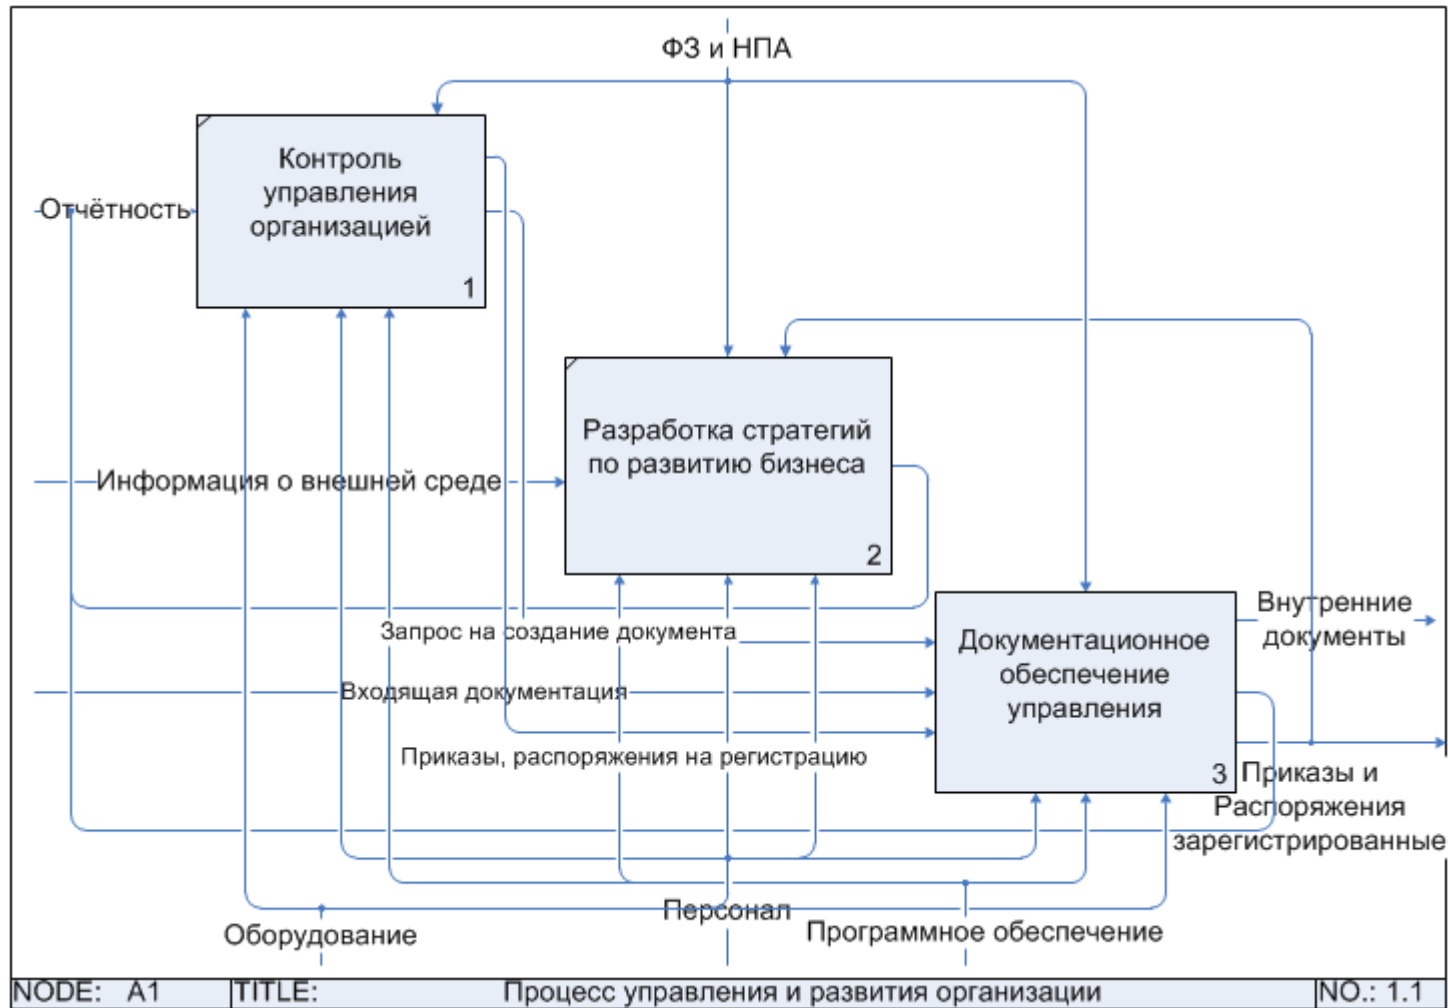 ФЗ и НПА
Контроль
управления
организацией
1
Отчётность
Разработка стратегий
по развитию бизнеса
2
Информация о внешней среде
Внутренние
документы
Запрос на создание документа
Документационное
обеспечение
управления
3
Входящая документация
Приказы, распоряжения на регистрацию
Приказы и
Распоряжения
зарегистрированные
Персонал
Оборудование
Программное обеспечение
NODE: A1 TITLE: Процесс управления и развития организации NO.: 1.1